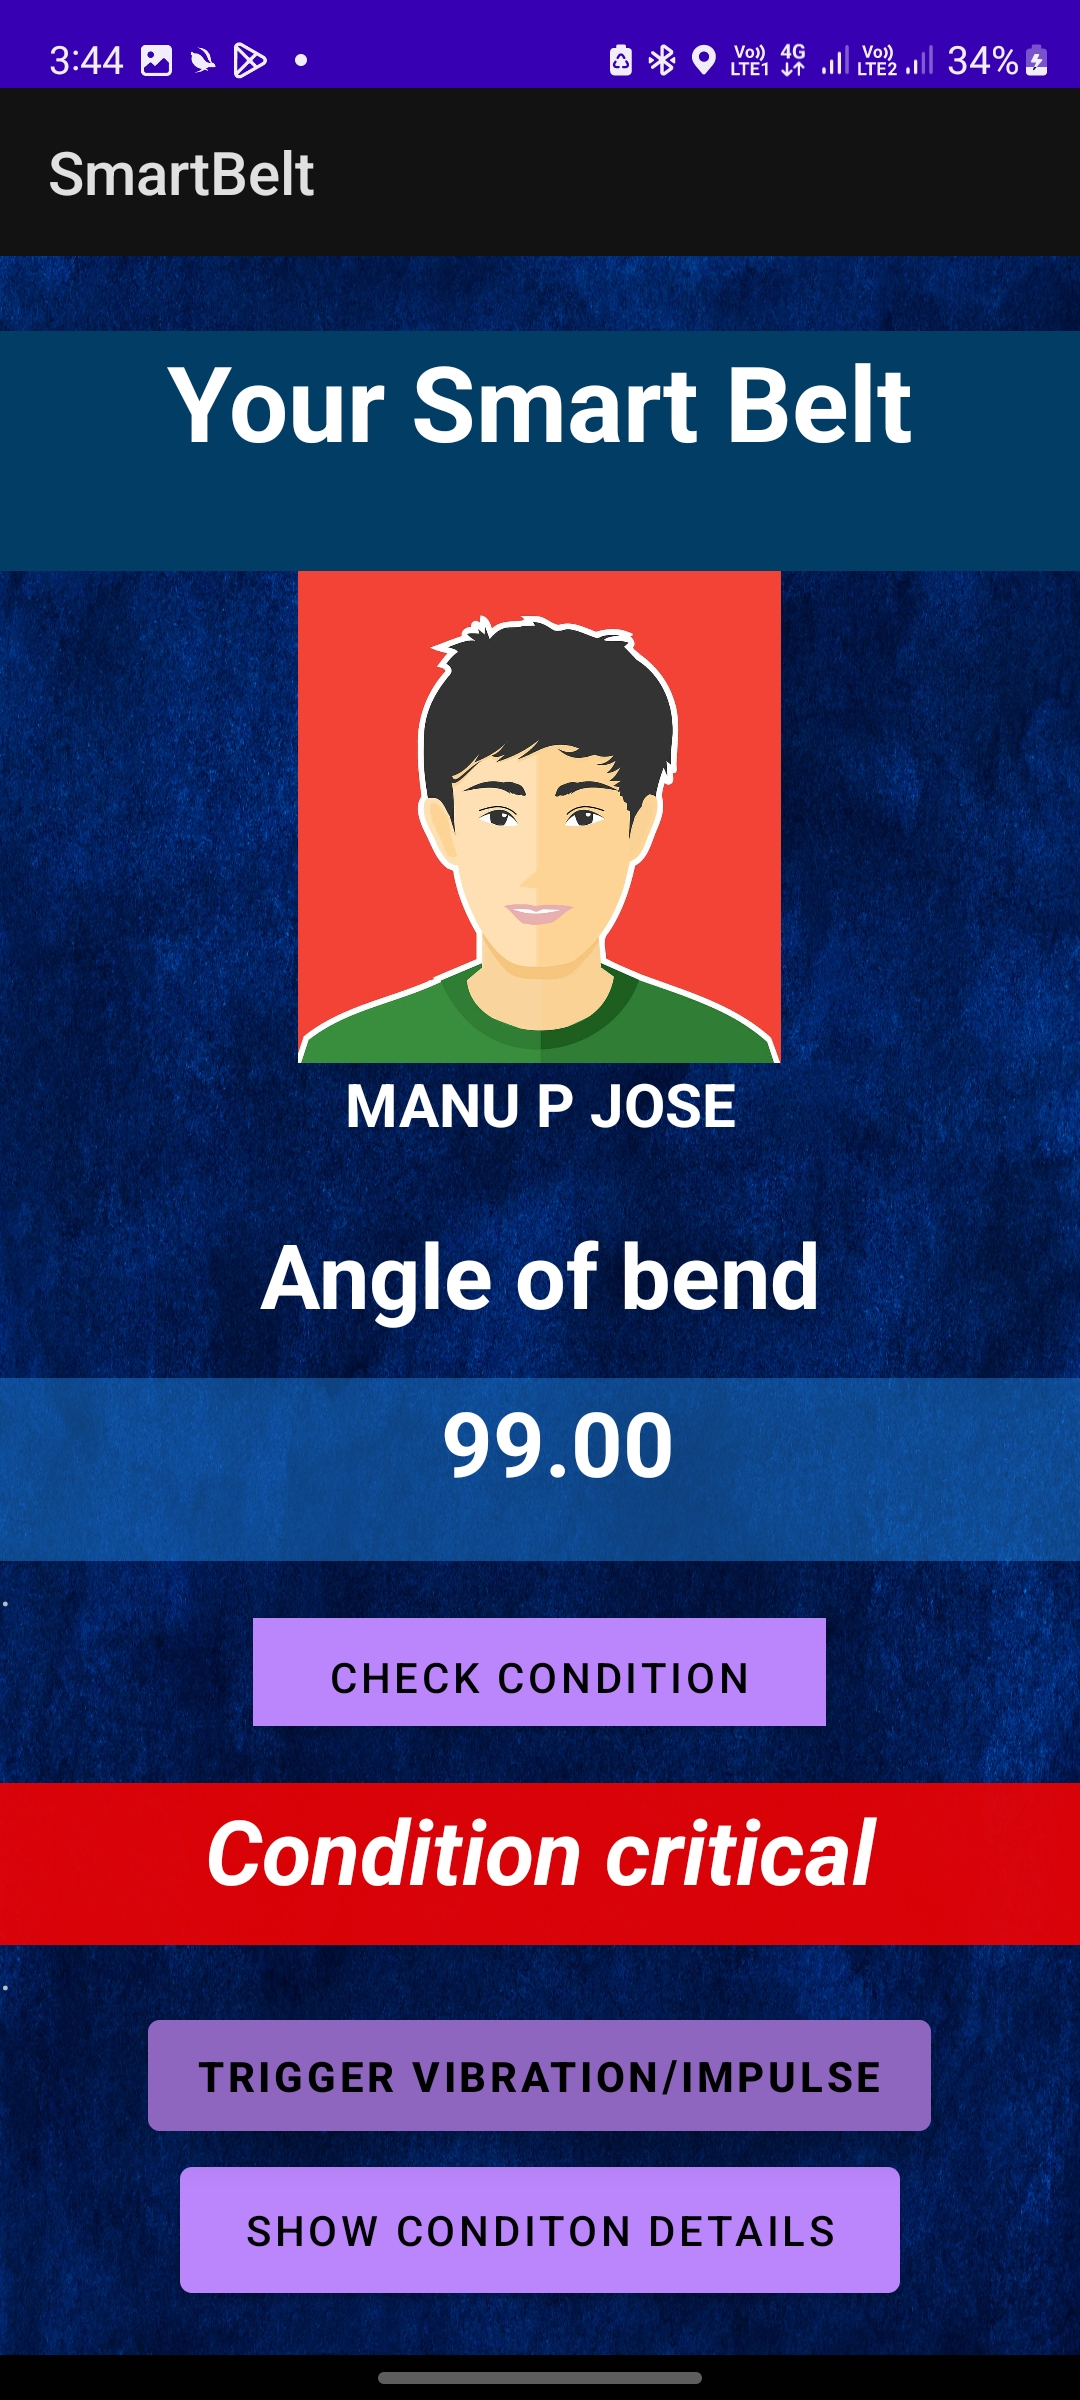 3:44 Vo)) LTE1 4G Vo)) LTE2 34%
SmartBelt
Your Smart Belt
MANU P JOSE
Angle of bend
99.00
CHECK CONDITION
Condition critical
TRIGGER VIBRATION/IMPULSE
SHOW CONDITON DETAILS